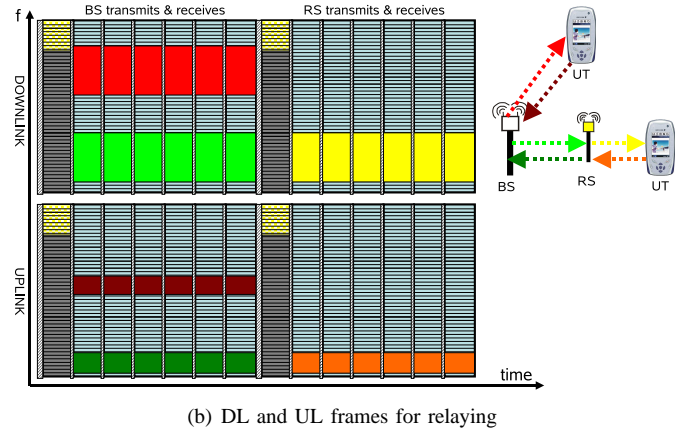 f
BS transmits & receives
RS transmits & receives
DOWNLINK
UPLINK
time
UT
BS
RS
UT
(b) DL and UL frames for relaying